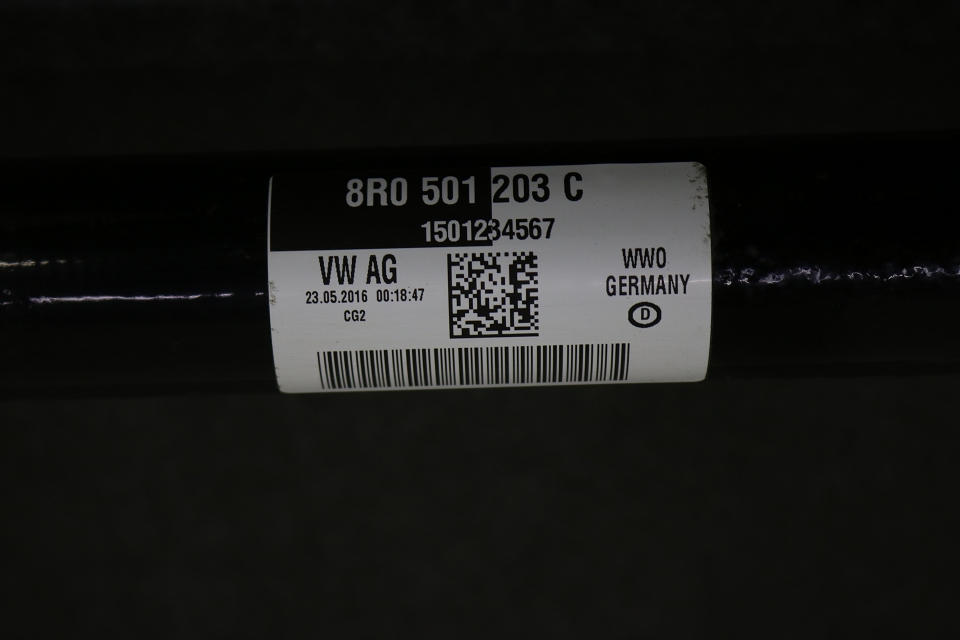 8R0 501 203 C
1501234567
VW AG
23.05.2016 00:18:47
CG2
WWO
GERMANY
D